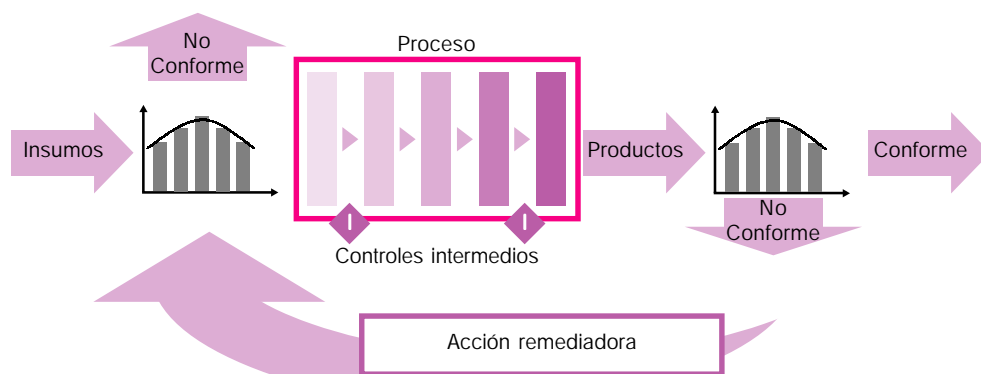 No
Conforme
Proceso
Insumos
Productos
Conforme
No
Conforme
I
I
Controles intermedios
Acción remediadora